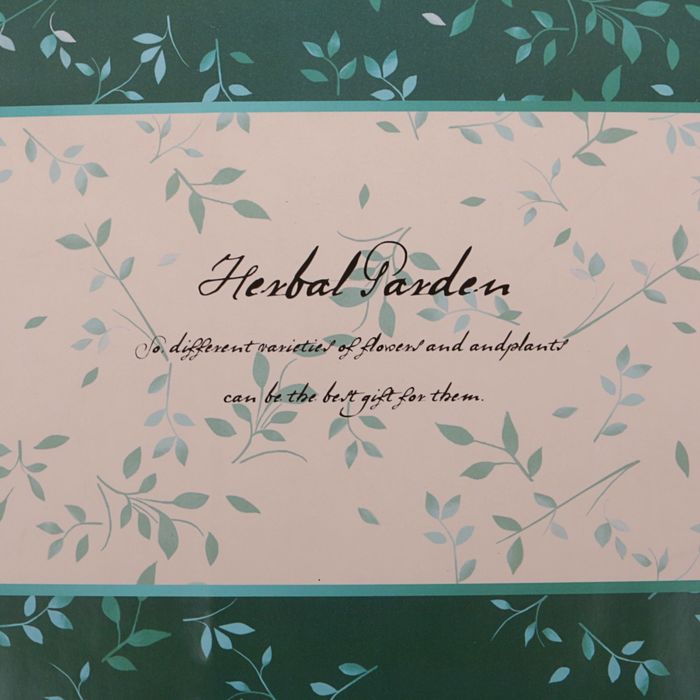 Herbal Garden
So, different varieties of flowers and andplants
can be the best gift for them.